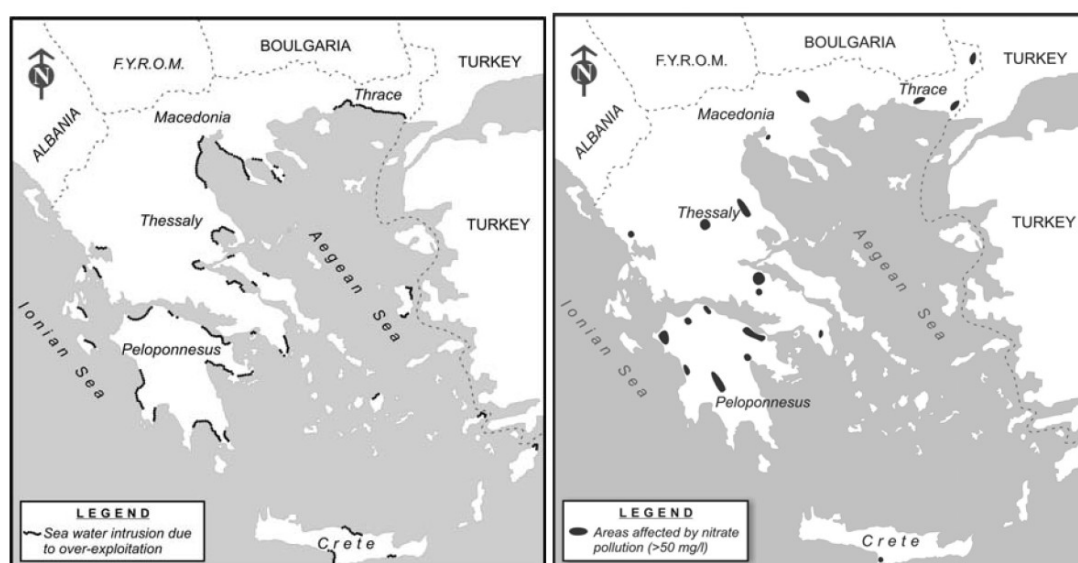 BOULGARIA
TURKEY
F.Y.R.O.M.
N
Thrace
Macedonia
ALBANIA
Thessaly
TURKEY
Aegean Sea
Ionian Sea
Peloponnesus
LEGEND
Sea water intrusion due
to over-exploitation
Crete
BOULGARIA
TURKEY
F.Y.R.O.M.
N
Thrace
Macedonia
ALBANIA
Thessaly
TURKEY
Aegean Sea
Ionian Sea
Peloponnesus
LEGEND
Areas affected by nitrate
pollution (>50 mg/l)
Crete